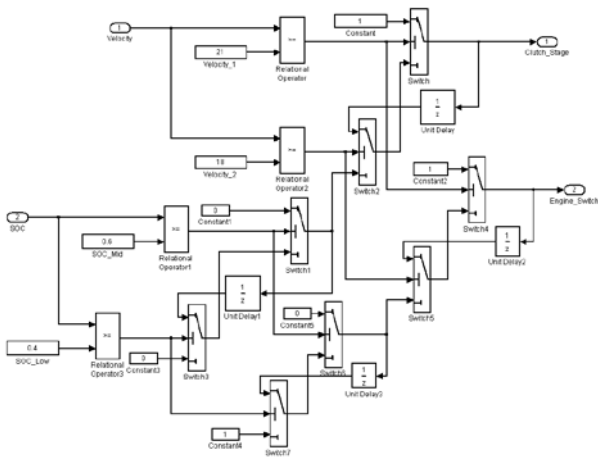 1
Velocity
21
Velocity_1
>=
Relational
Operator
1
Constant
Switch
1
Clutch_Stage
1
z
Unit Delay
18
Velocity_2
>=
Relational
Operator2
Switch2
1
Constant2
Switch4
2
Engine_Switch
1
z
Unit Delay2
Switch5
2
SOC
0.6
SOC_Mid
>=
Relational
Operator1
0
Constant1
Switch1
1
z
Unit Delay1
0.4
SOC_Low
>=
Relational
Operator3
0
Constant3
Switch3
0
Constant5
1
z
Unit Delay3
1
Constant4
Switch7